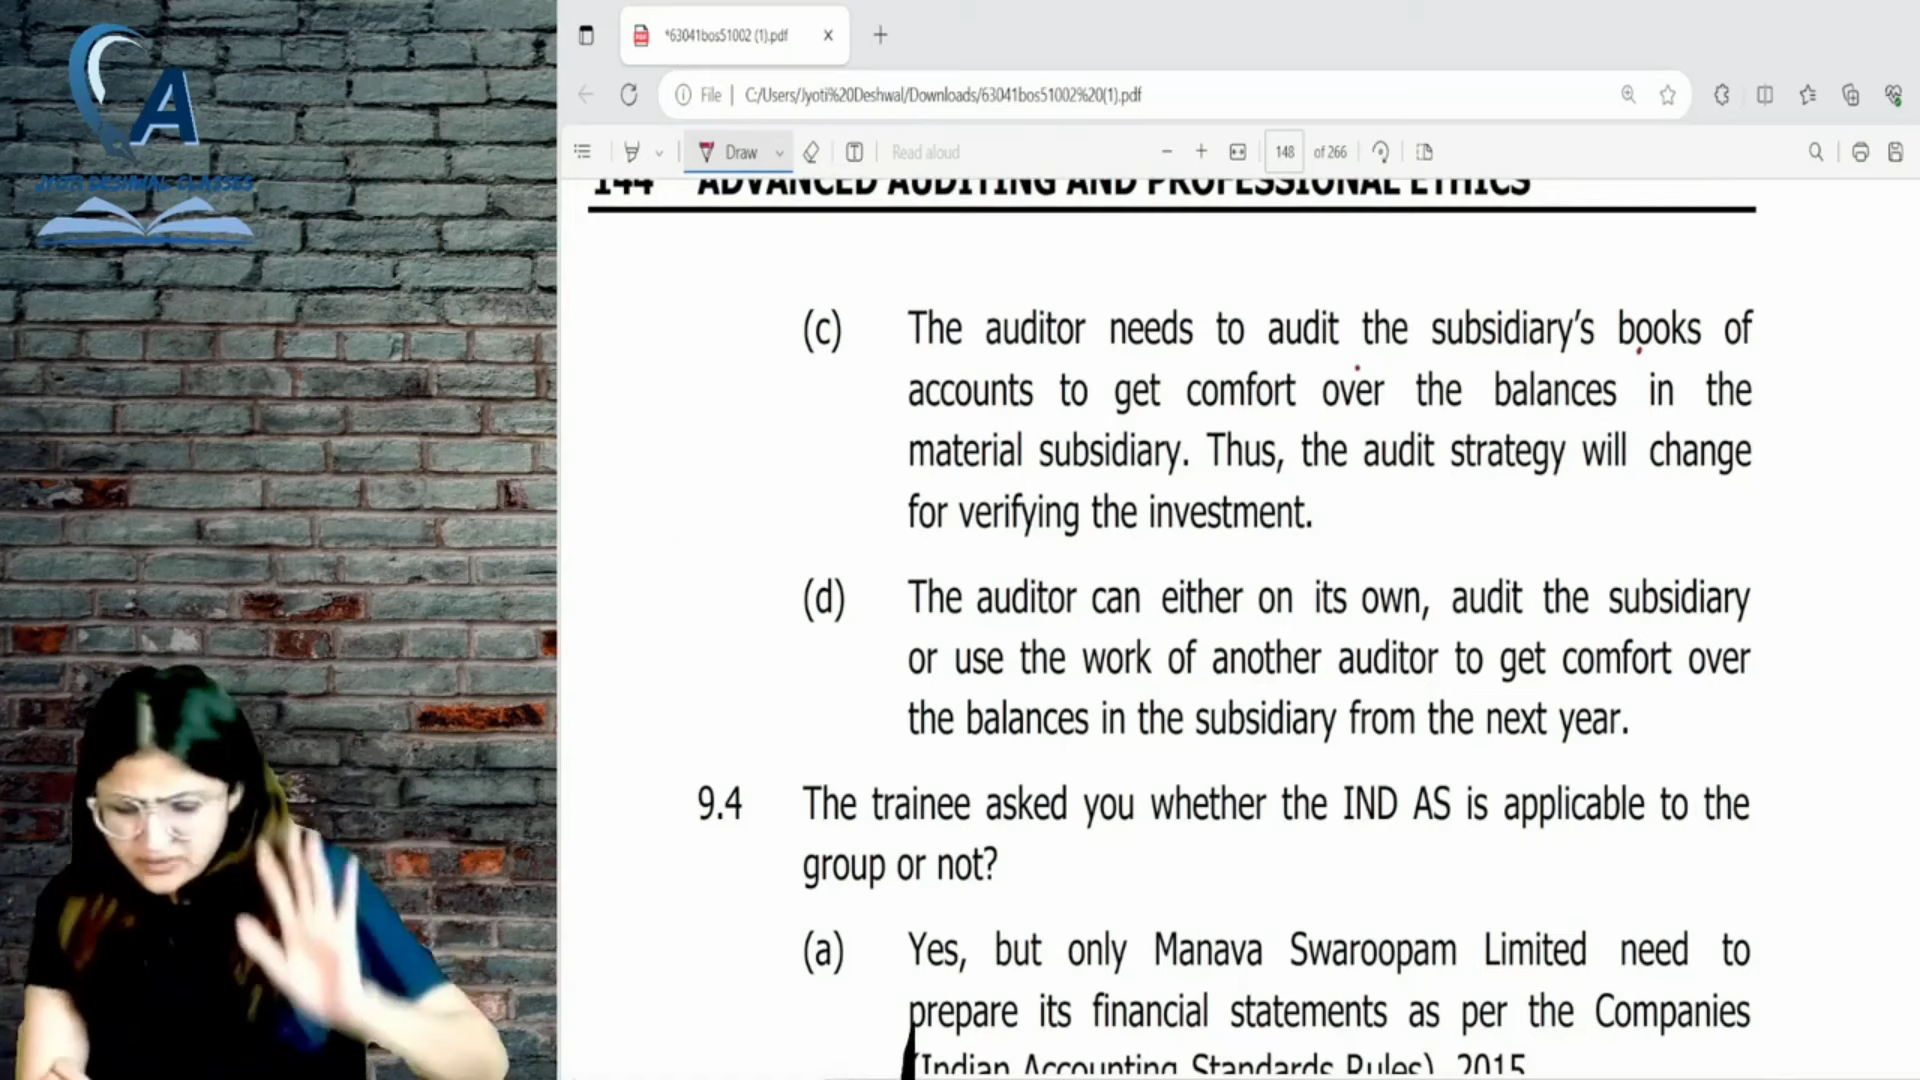 A
JYOTI DESHWAL CLASSES
*63041bos51002 (1).pdf
File
C:/Users/Jyoti%20Deshwal/Downloads/63041bos51002%20(1).pdf
Draw
Read aloud
148 of 266
144 ADVANCED AUDITING AND PROFESSIONAL ETHICS
(c) The auditor needs to audit the subsidiary's books of
accounts to get comfort over the balances in the
material subsidiary. Thus, the audit strategy will change
for verifying the investment.
(d) The auditor can either on its own, audit the subsidiary
or use the work of another auditor to get comfort over
the balances in the subsidiary from the next year.
9.4 The trainee asked you whether the IND AS is applicable to the
group or not?
(a) Yes, but only Manava Swaroopam Limited need to
prepare its financial statements as per the Companies
(Indian Accounting Standards Rules), 2015